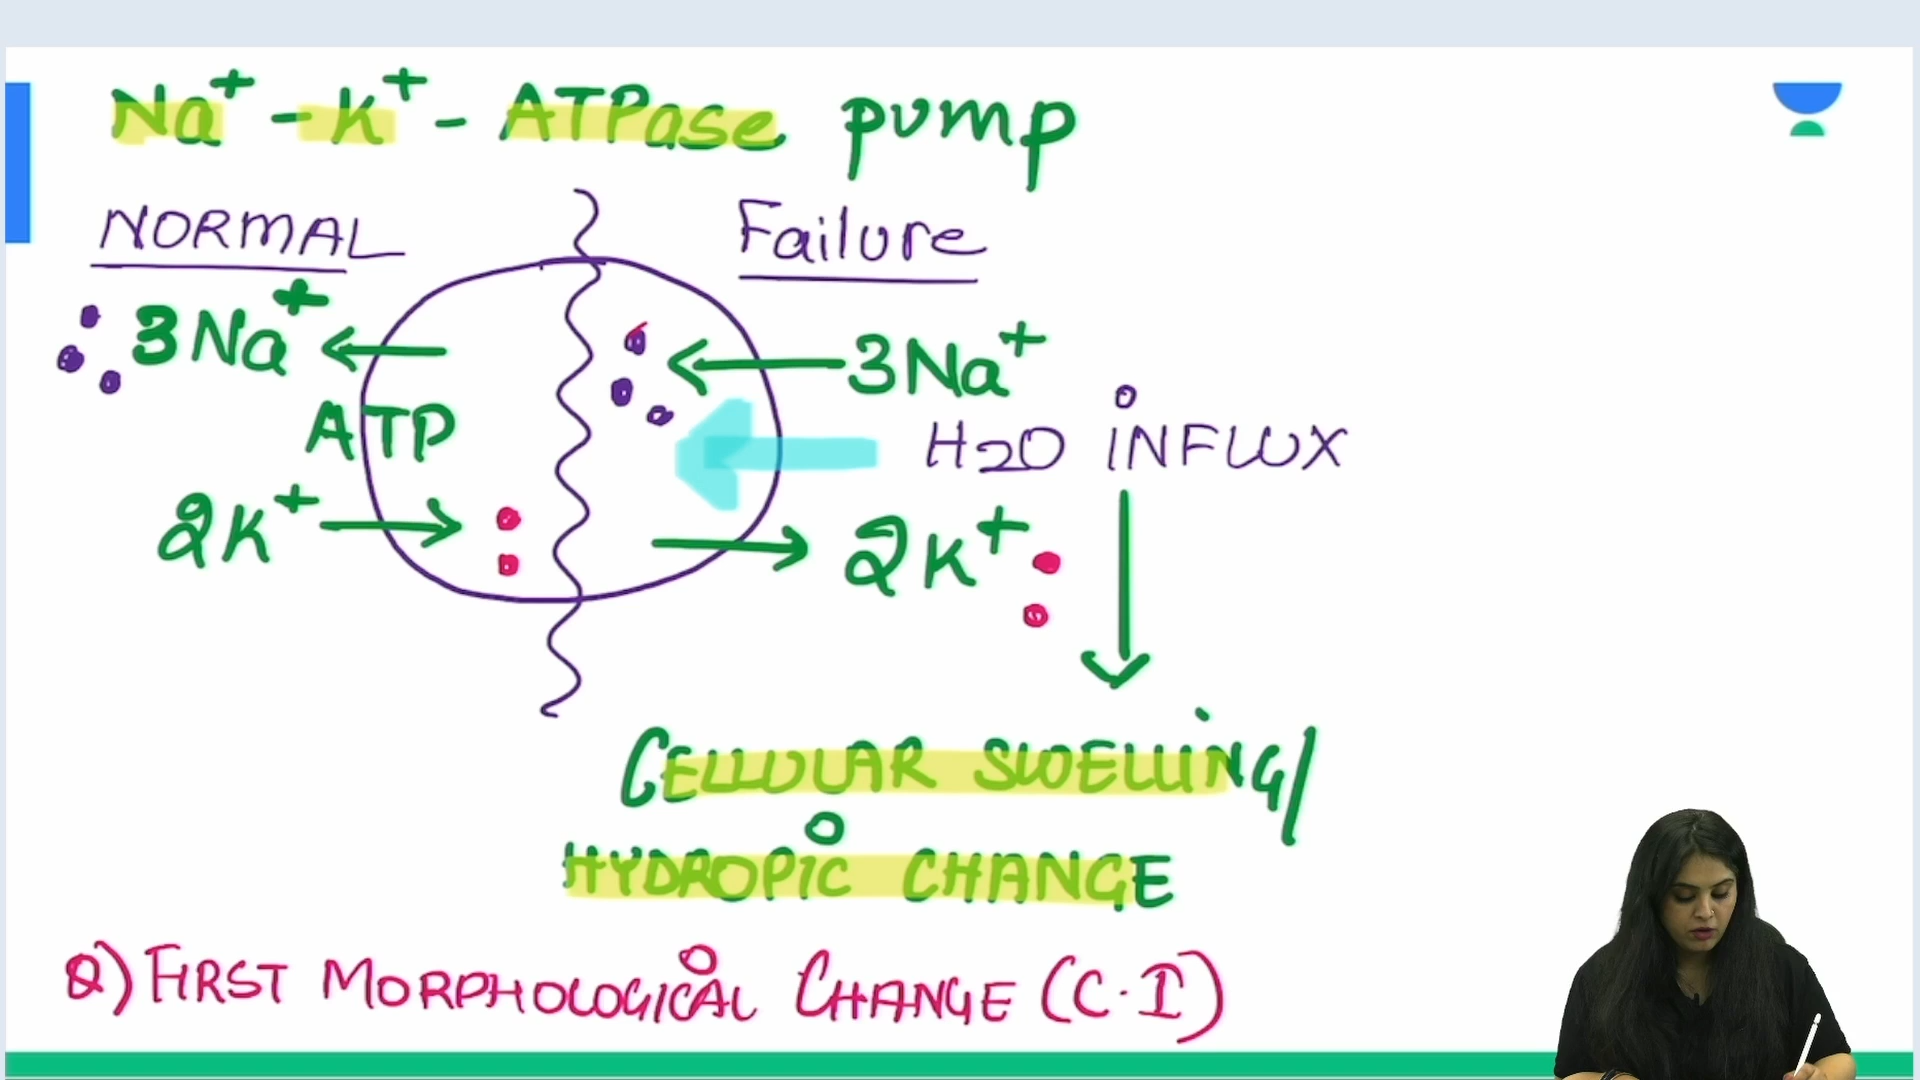 Na⁺ - K⁺ - ATPase pump
NORMAL
Failure
3Na⁺
3Na⁺
ATP
H2O INFLUX
2K⁺
2K⁺
CELLULAR SWELLING/
HYDROPIC CHANGE
Q) FIRST MORPHOLOGICAL CHANGE (C.I)